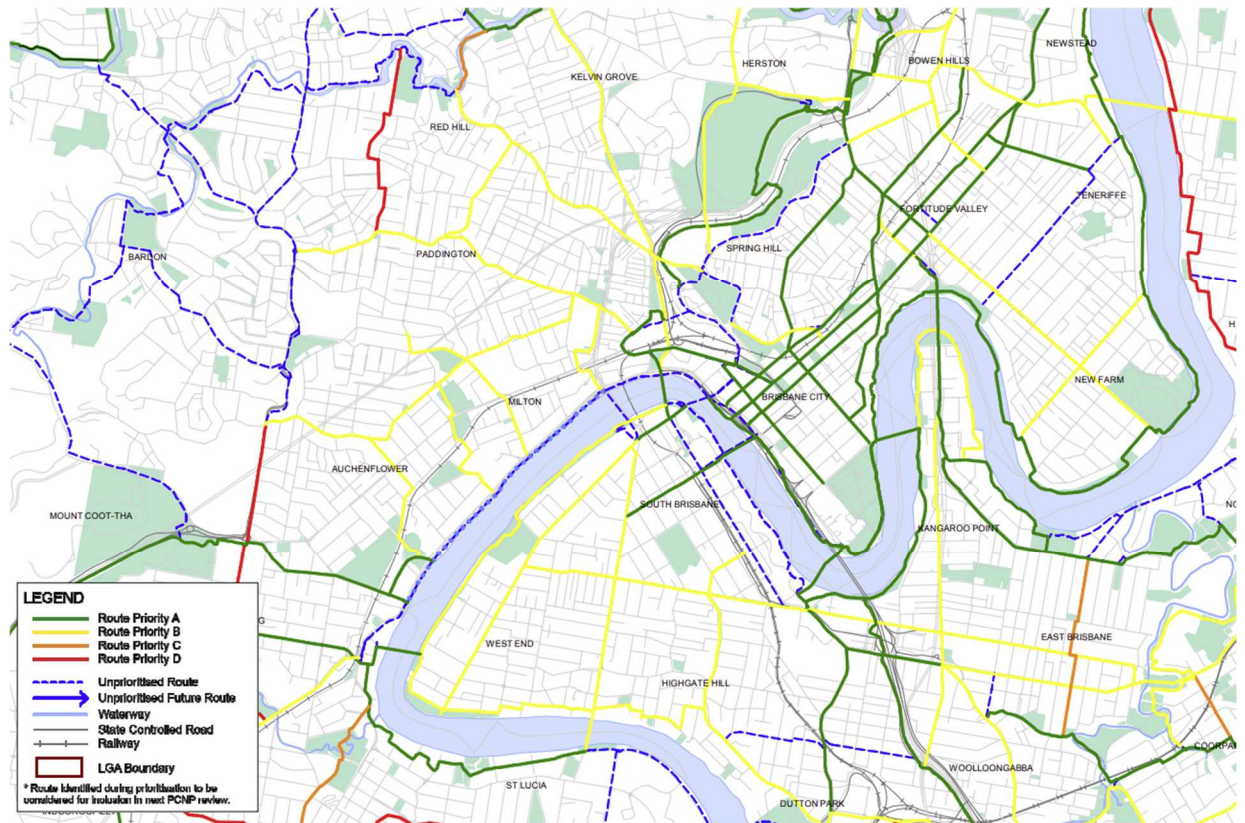 NEWSTEAD
BOWEN HILLS
HERSTON
KELVIN GROVE
RED HILL
TENERIFFE
FORTITUDE VALLEY
SPRING HILL
PADDINGTON
BARDON
NEW FARM
BRISBANE CITY
MILTON
AUCHENFLOWER
SOUTH BRISBANE
MOUNT COOT-THA
KANGAROO POINT
EAST BRISBANE
WEST END
HIGHGATE HILL
WOOLLOONGABBA
ST LUCIA
DUTTON PARK
LEGEND
Route Priority A
Route Priority B
Route Priority C
Route Priority D
Unprioritised Route
Unprioritised Future Route
Waterway
State Controlled Road
Railway
LGA Boundary
* Route identified during prioritisation to be
considered for inclusion in next PCNP review.